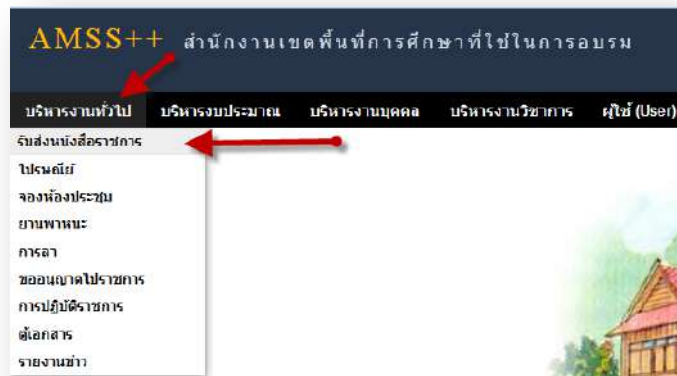 AMSS++ สำนักงานเขตพื้นที่การศึกษาที่ใช้ในการอบรม
บริหารงานทั่วไป บริหารงบประมาณ บริหารงานบุคคล บริหารงานวิชาการ ผู้ใช้ (User)
รับส่งหนังสือราชการ
ไปรษณีย์
จองห้องประชุม
ยานพาหนะ
การลา
ขออนุญาตไปราชการ
การปฏิบัติราชการ
ตู้เอกสาร
รายงานข่าว